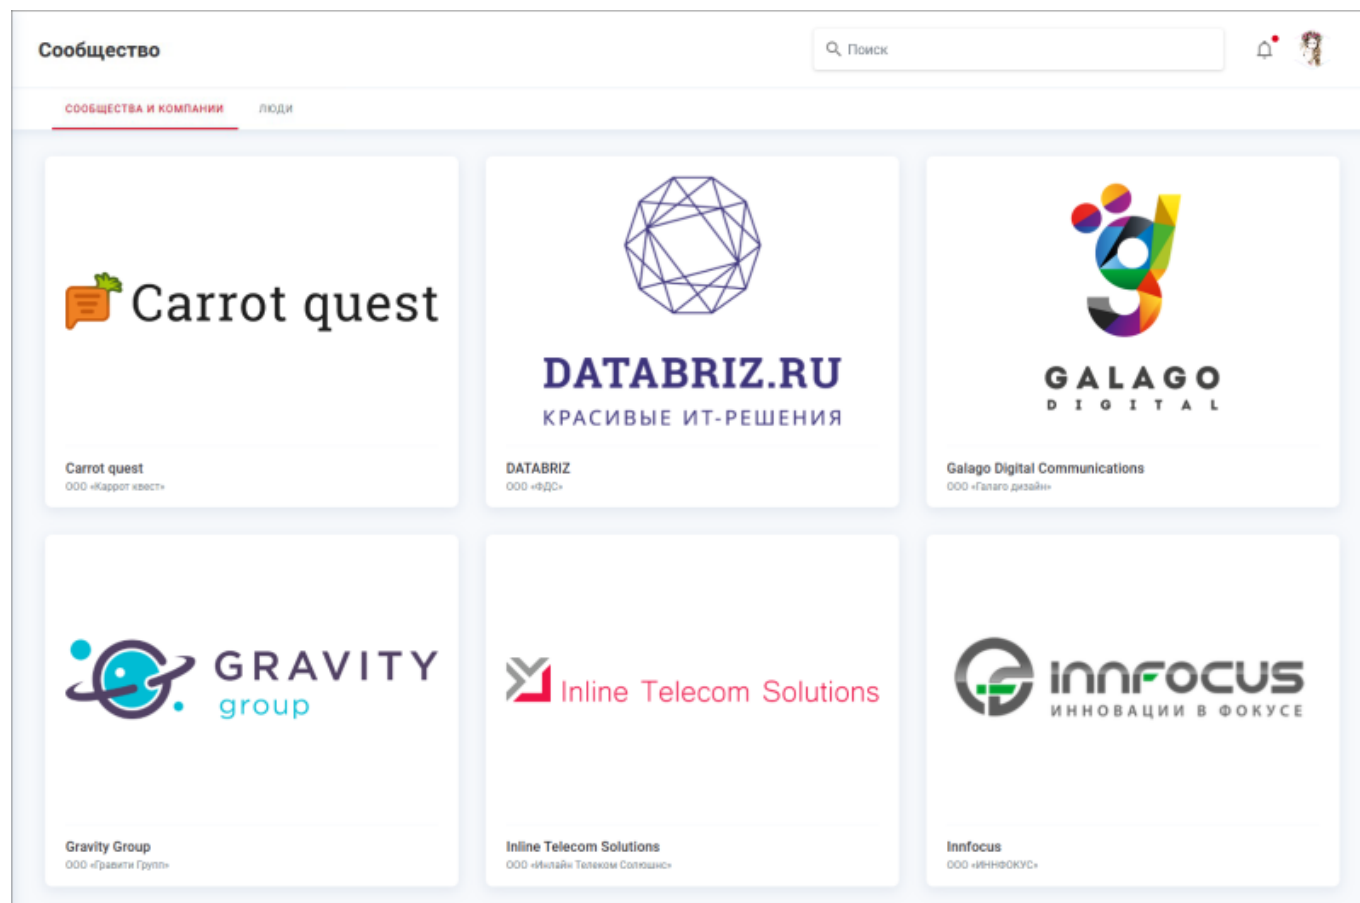 Сообщество
Поиск
СООБЩЕСТВА И КОМПАНИИ
ЛЮДИ
Carrot quest
DATABRIZ.RU
КРАСИВЫЕ ИТ-РЕШЕНИЯ
GALAGO
DIGITAL
Carrot quest
ООО «Каррот квест»
DATABRIZ
ООО «ФДС»
Galago Digital Communications
ООО «Галаго дизайн»
GRAVITY
group
Inline Telecom Solutions
INNFOCUS
ИННОВАЦИИ В ФОКУСЕ
Gravity Group
ООО «Гравити Групп»
Inline Telecom Solutions
ООО «Инлайн Телеком Солюшнс»
Innfocus
ООО «ИННФОКУС»